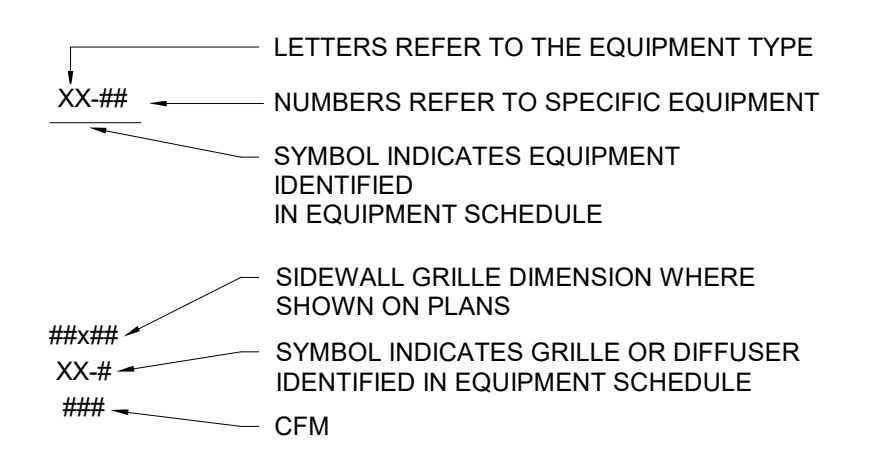 LETTERS REFER TO THE EQUIPMENT TYPE
XX-##
NUMBERS REFER TO SPECIFIC EQUIPMENT
SYMBOL INDICATES EQUIPMENT
IDENTIFIED
IN EQUIPMENT SCHEDULE
SIDEWALL GRILLE DIMENSION WHERE
SHOWN ON PLANS
##x##
XX-#
SYMBOL INDICATES GRILLE OR DIFFUSER
IDENTIFIED IN EQUIPMENT SCHEDULE
###
CFM